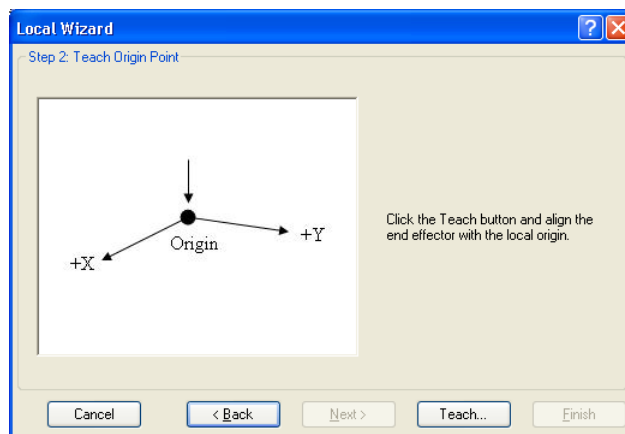 Local Wizard
Step 2: Teach Origin Point
Origin
+X
+Y
Click the Teach button and align the
end effector with the local origin.
Cancel
< Back
Next >
Teach...
Finish